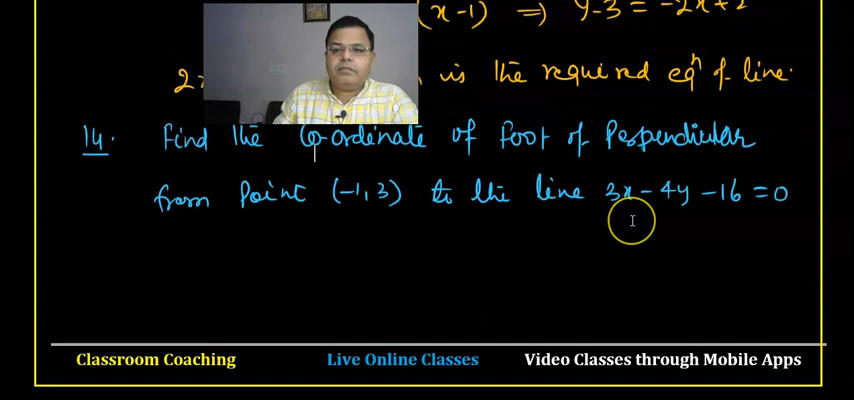 (x-1) ⇒ y-3 = -2x+2
is the required eqⁿ of line.
14. Find the Co-ordinate of foot of Perpendicular
from Point (-1, 3) to the line 3x - 4y - 16 = 0
Classroom Coaching Live Online Classes Video Classes through Mobile Apps